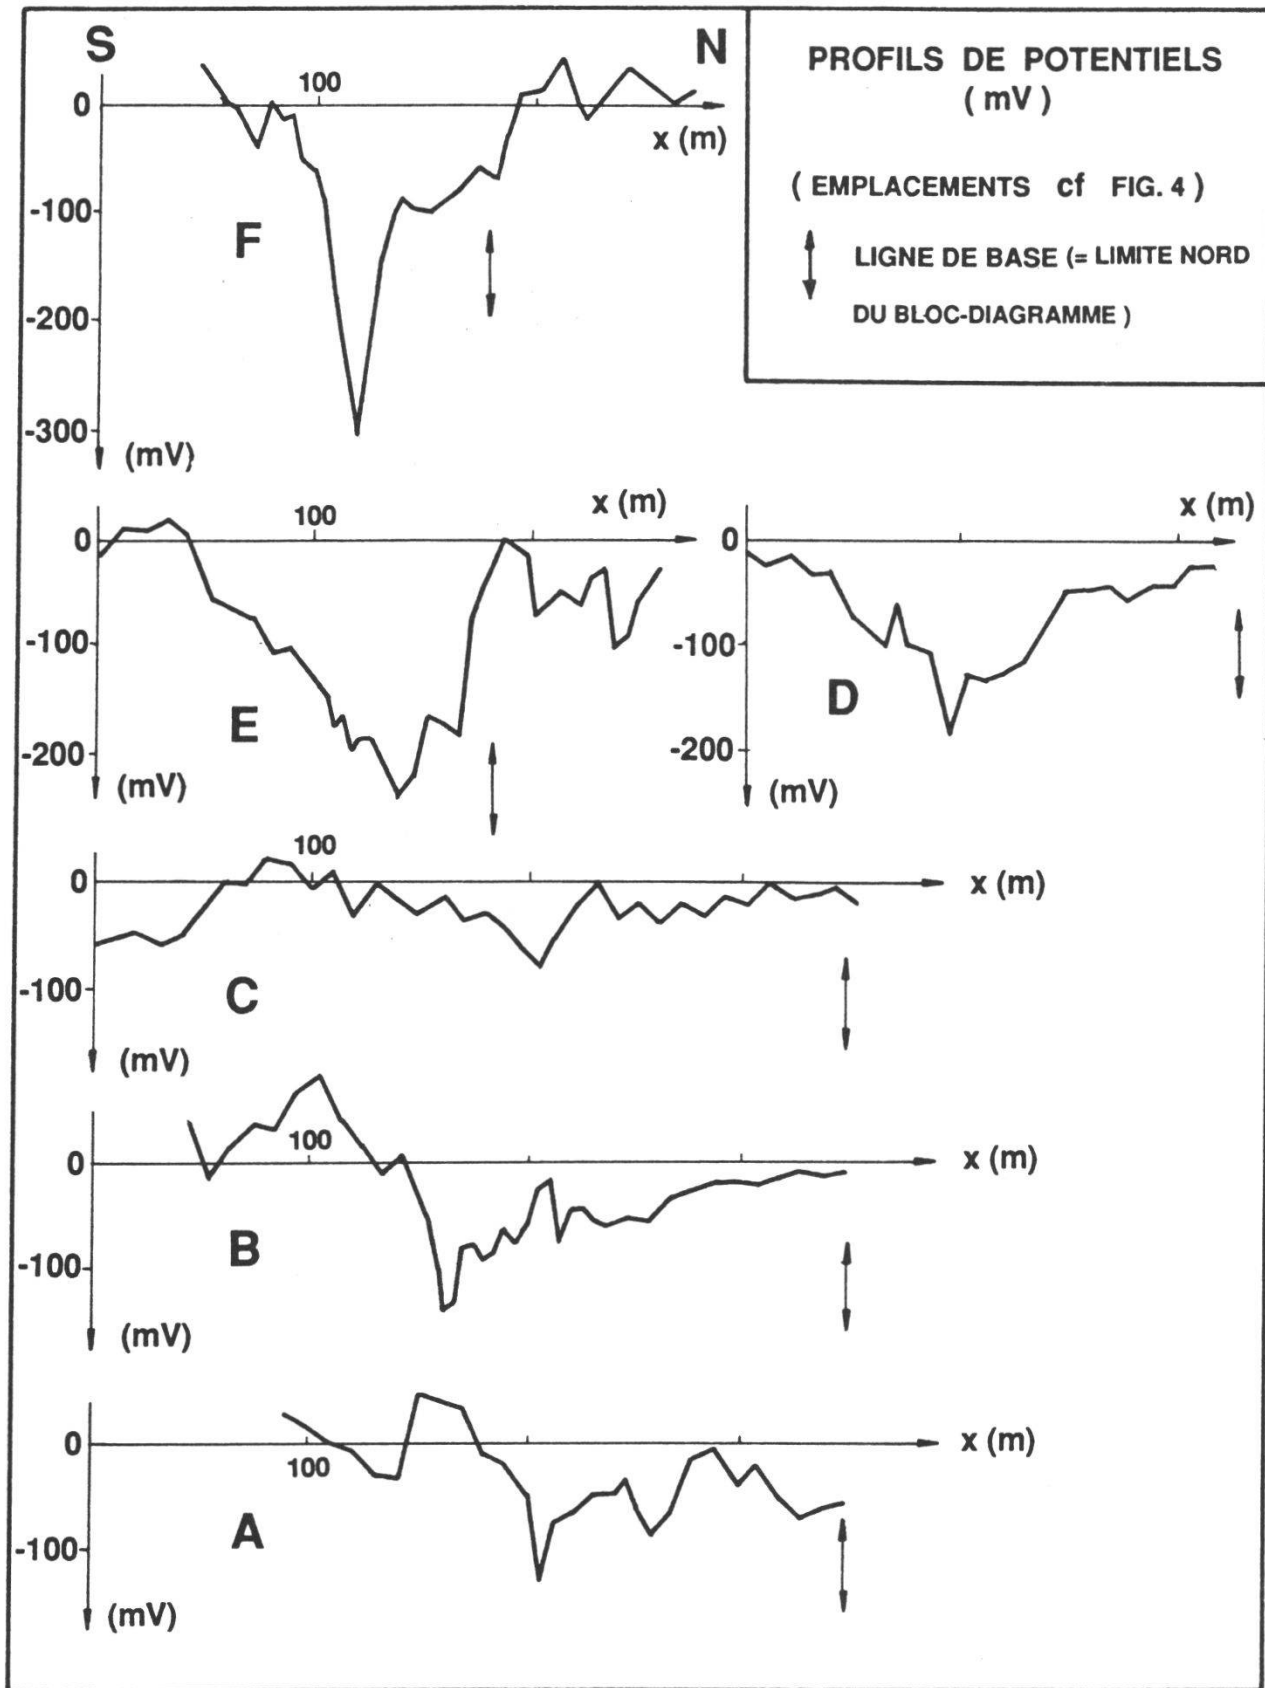 S
N
PROFILS DE POTENTIELS
( mV )
( EMPLACEMENTS cf FIG. 4 )
LIGNE DE BASE (= LIMITE NORD
DU BLOC-DIAGRAMME )
100
0
x (m)
-100
F
-200
-300
(mV)
100
x (m)
0
-100
E
-200
(mV)
x (m)
0
-100
D
-200
(mV)
100
0
x (m)
-100
C
(mV)
100
0
x (m)
B
-100
(mV)
0
x (m)
100
A
-100
(mV)